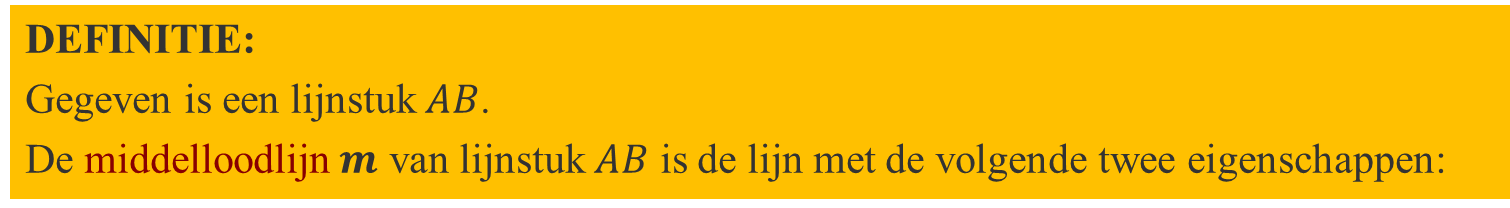 DEFINITIE:
Gegeven is een lijnstuk AB.
De middelloodlijn m van lijnstuk AB is de lijn met de volgende twee eigenschappen: